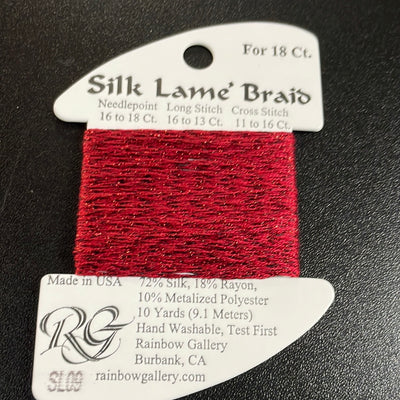 For 18 Ct.
Silk Lame' Braid
Needlepoint Long Stitch Cross Stitch
16 to 18 Ct. 16 to 13 Ct. 11 to 16 Ct.
Made in USA
72% Silk, 18% Rayon,
10% Metalized Polyester
10 Yards (9.1 Meters)
Hand Washable, Test First
Rainbow Gallery
Burbank, CA
rainbowgallery.com
RG
SL09